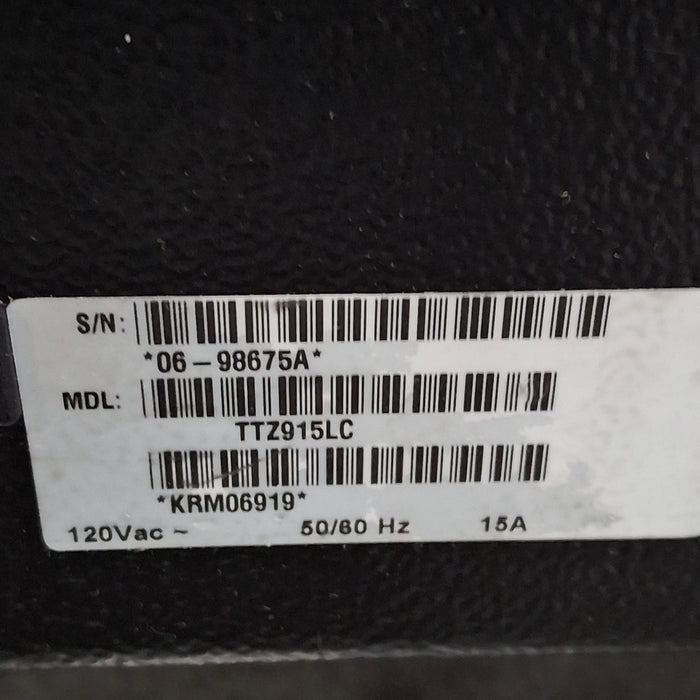 S/N:
*06-98675A*
MDL:
TTZ915LC
*KRM06919*
120Vac ~ 50/60 Hz 15A